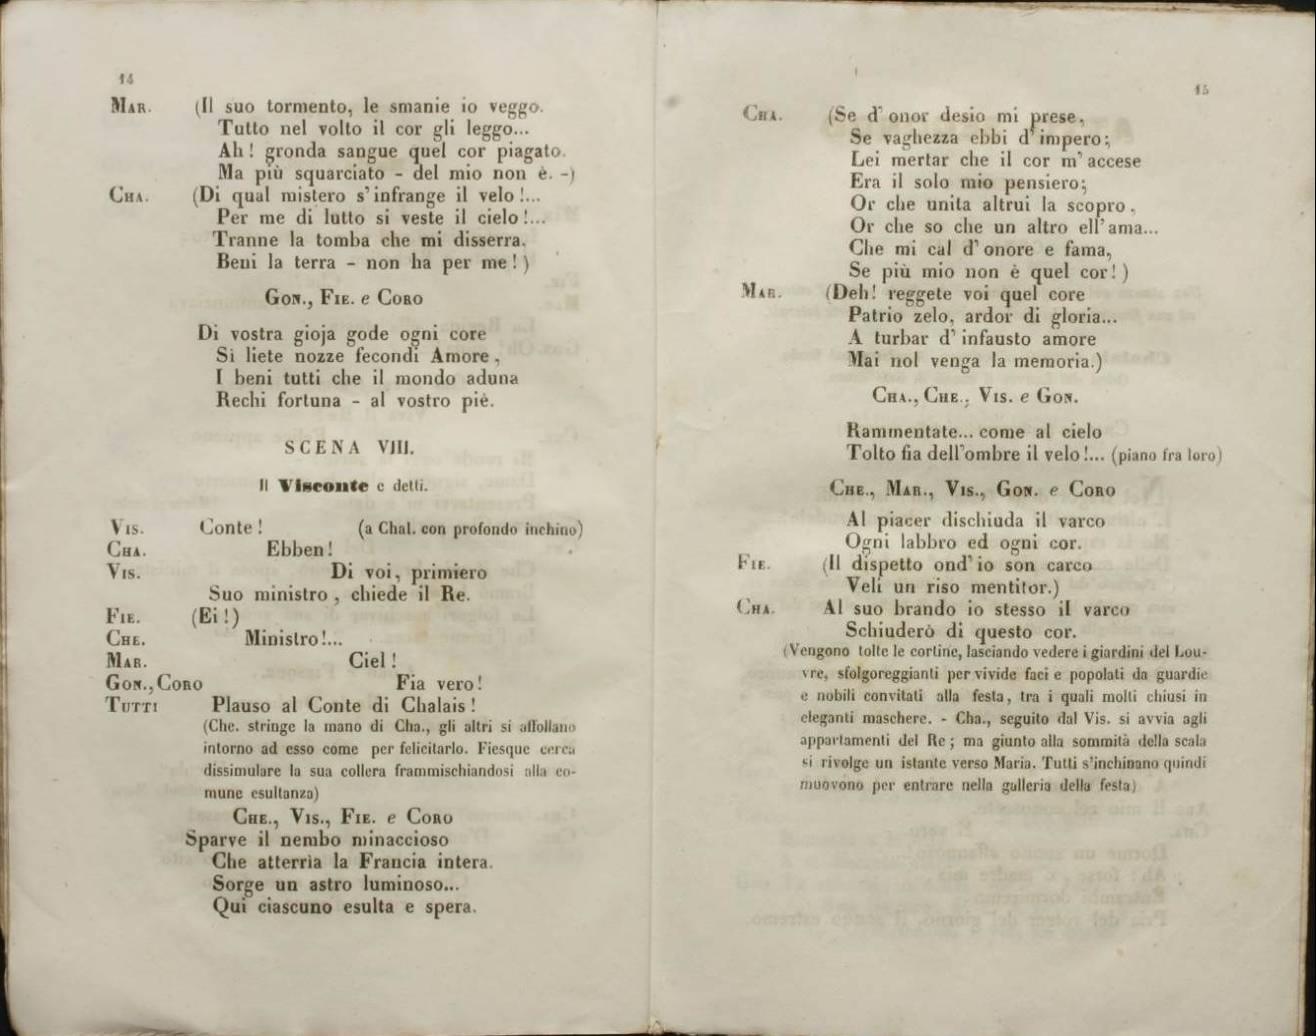 14
MAR. (Il suo tormento, le smanie io veggo.
Tutto nel volto il cor gli leggo...
Ah! gronda sangue quel cor piagato.
Ma più squarciato - del mio non è. -)
CHA. (Di qual mistero s'infrange il velo!...
Per me di lutto si veste il cielo!...
Tranne la tomba che mi disserra.
Beni la terra - non ha per me!)
GON., FIE. e CORO
Di vostra gioja gode ogni core
Sì liete nozze fecondi Amore,
I beni tutti che il mondo aduna
Rechi fortuna - al vostro piè.
SCENA VIII.
Il Visconte e detti.
VIS. Conte! (a Chal. con profondo inchino)
CHA. Ebben!
VIS. Di voi, primiero
Suo ministro, chiede il Re.
FIE. (Ei!)
CHE. Ministro!...
MAR. Ciel!
GON., CORO Fia vero!
TUTTI Plauso al Conte di Chalais!
(Che. stringe la mano di Cha., gli altri si affollano
intorno ad esso come per felicitarlo. Fiesque cerca
dissimulare la sua collera frammischiandosi alla co-
mune esultanza)
CHE., VIS., FIE. e CORO
Sparve il nembo minaccioso
Che atterrìa la Francia intera.
Sorge un astro luminoso...
Qui ciascuno esulta e spera.
15
CHA. (Se d'onor desio mi prese,
Se vaghezza ebbi d'impero;
Lei mertar che il cor m'accese
Era il solo mio pensiero;
Or che unita altrui la scopro,
Or che so che un altro ell'ama...
Che mi cal d'onore e fama,
Se più mio non è quel cor!)
MAR. (Deh! reggete voi quel core
Patrio zelo, ardor di gloria...
A turbar d'infausto amore
Mai nol venga la memoria.)
CHA., CHE., VIS. e GON.
Rammentate... come al cielo
Tolto fia dell'ombre il velo!... (piano fra loro)
CHE., MAR., VIS., GON. e CORO
Al piacer dischiuda il varco
Ogni labbro ed ogni cor.
FIE. (Il dispetto ond'io son carco
Veli un riso mentitor.)
CHA. Al suo brando io stesso il varco
Schiuderò di questo cor.
(Vengono tolte le cortine, lasciando vedere i giardini del Lou-
vre, sfolgoreggianti per vivide faci e popolati da guardie
e nobili convitati alla festa, tra i quali molti chiusi in
eleganti maschere. - Cha., seguito dal Vis. si avvia agli
appartamenti del Re; ma giunto alla sommità della scala
si rivolge un istante verso Maria. Tutti s'inchinano quindi
muovono per entrare nella galleria della festa)